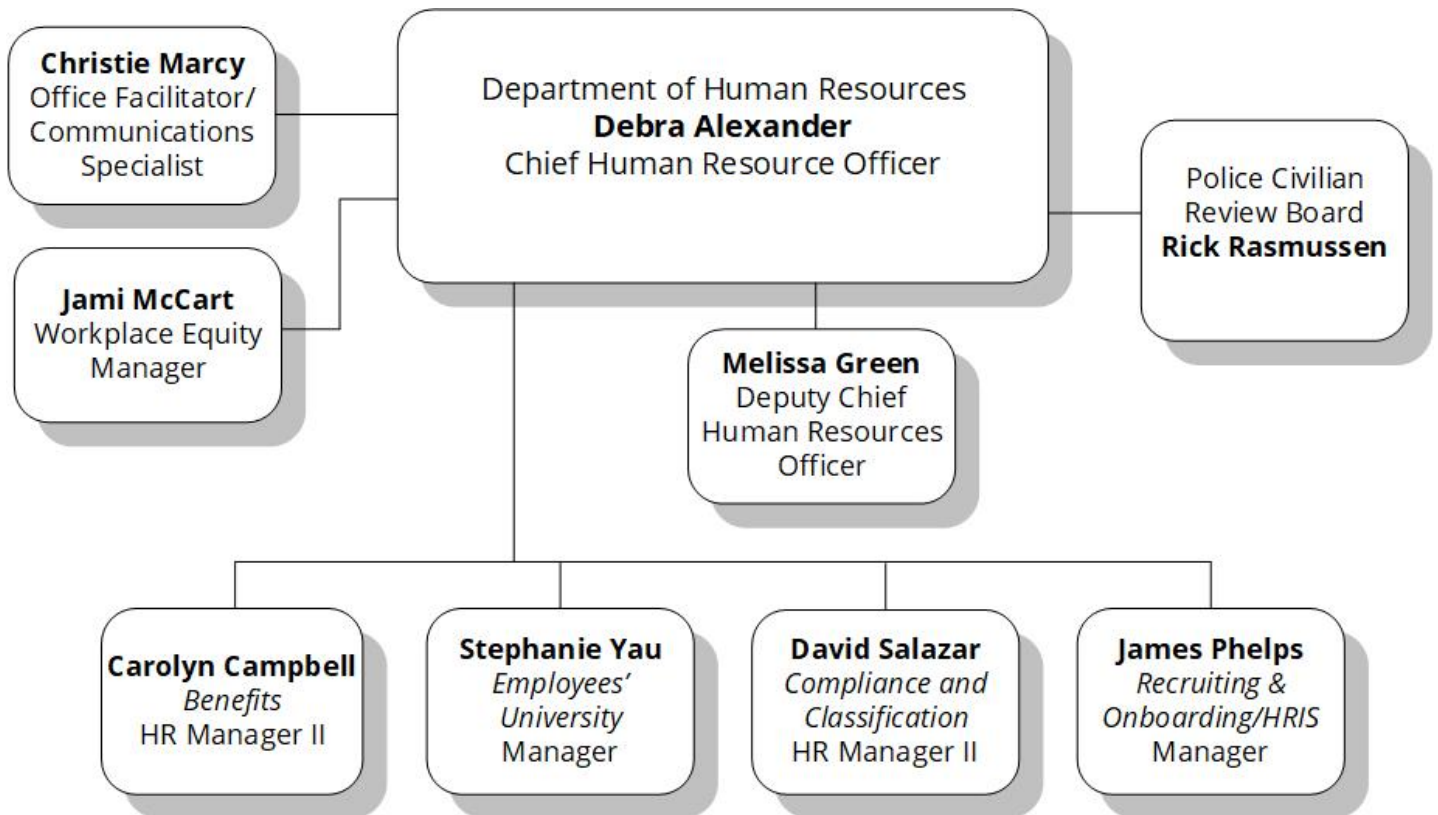 Christie Marcy
Office Facilitator/
Communications
Specialist
Department of Human Resources
Debra Alexander
Chief Human Resource Officer
Police Civilian
Review Board
Rick Rasmussen
Jami McCart
Workplace Equity
Manager
Melissa Green
Deputy Chief
Human Resources
Officer
Carolyn Campbell
Benefits
HR Manager II
Stephanie Yau
Employees’
University
Manager
David Salazar
Compliance and
Classification
HR Manager II
James Phelps
Recruiting &
Onboarding/HRIS
Manager